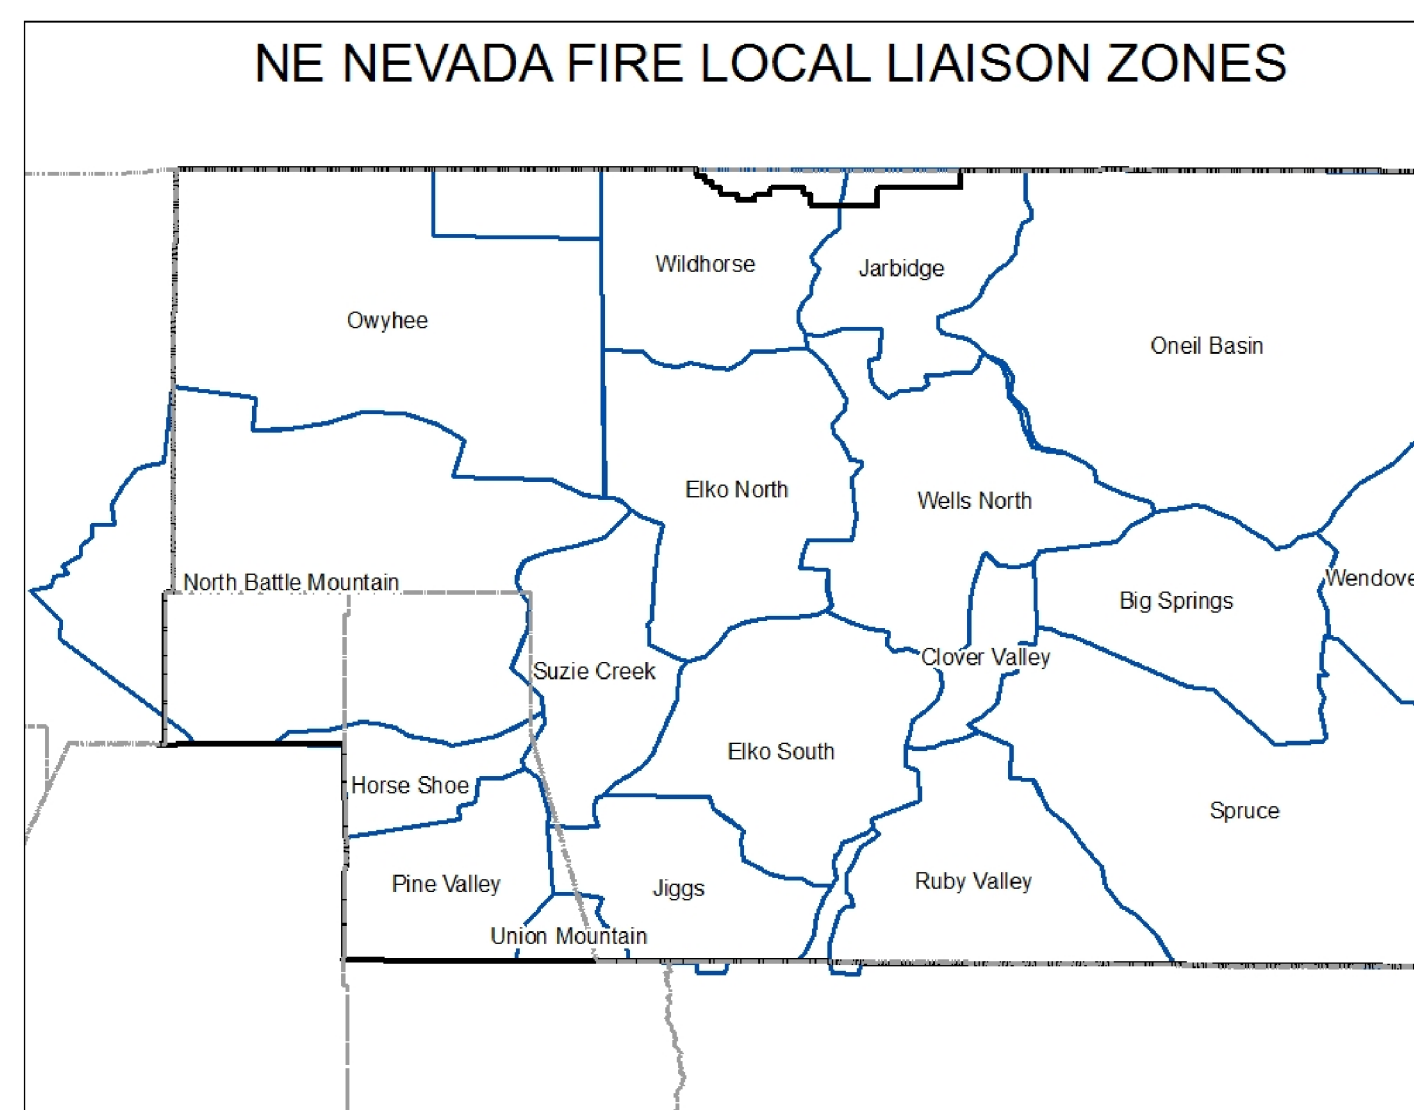 NE NEVADA FIRE LOCAL LIAISON ZONES
Wildhorse
Jarbidge
Owyhee
Oneil Basin
Elko North
Wells North
North Battle Mountain
Wendove
Big Springs
Clover Valley
Suzie Creek
Elko South
Horse Shoe
Spruce
Pine Valley
Jiggs
Ruby Valley
Union Mountain